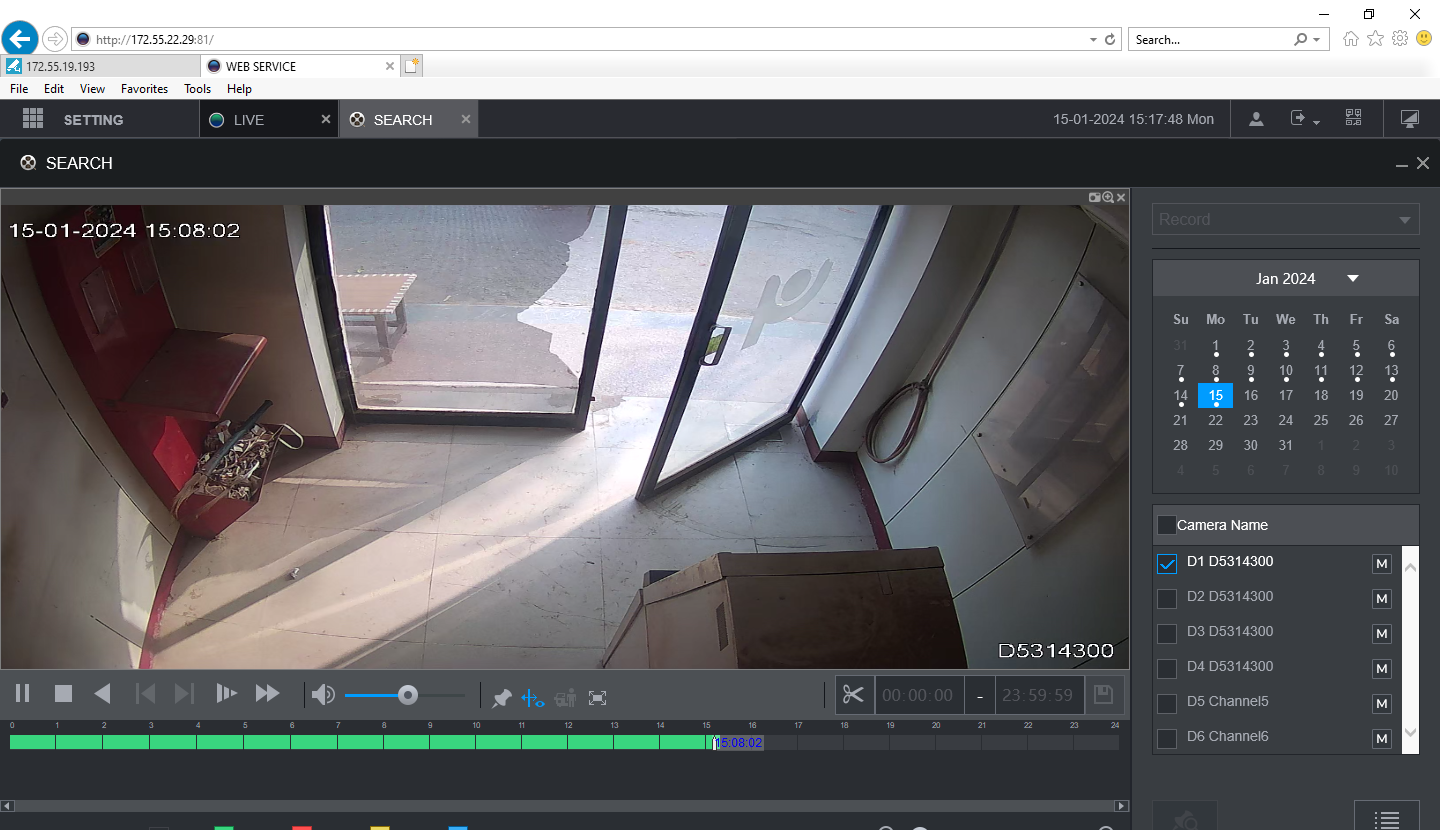 http://172.55.22.29:81/
Search...
172.55.19.193
WEB SERVICE
File Edit View Favorites Tools Help
SETTING
LIVE
SEARCH
15-01-2024 15:17:48 Mon
SEARCH
15-01-2024 15:08:02
D5314300
00:00:00 - 23:59:59
0 1 2 3 4 5 6 7 8 9 10 11 12 13 14 15 16 17 18 19 20 21 22 23 24
15:08:02
Record
Jan 2024
Su Mo Tu We Th Fr Sa
31 1 2 3 4 5 6
7 8 9 10 11 12 13
14 15 16 17 18 19 20
21 22 23 24 25 26 27
28 29 30 31 1 2 3
4 5 6 7 8 9 10
Camera Name
D1 D5314300 M
D2 D5314300 M
D3 D5314300 M
D4 D5314300 M
D5 Channel5 M
D6 Channel6 M